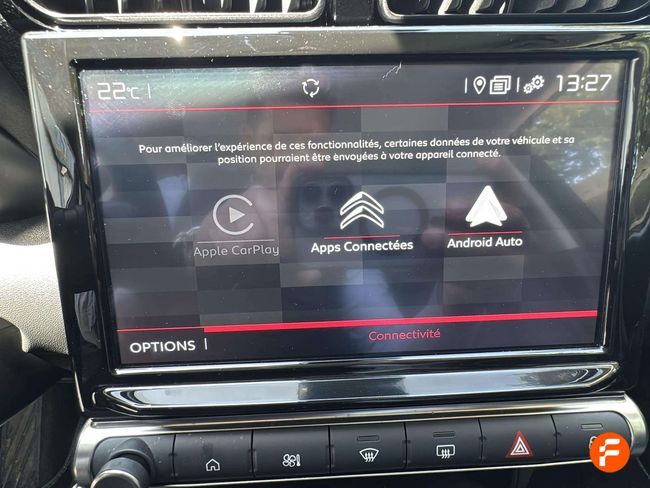 22°C
13:27
Pour améliorer l'expérience de ces fonctionnalités, certaines données de votre véhicule et sa
position pourraient être envoyées à votre appareil connecté.
Apple CarPlay
Apps Connectées
Android Auto
OPTIONS
Connectivité